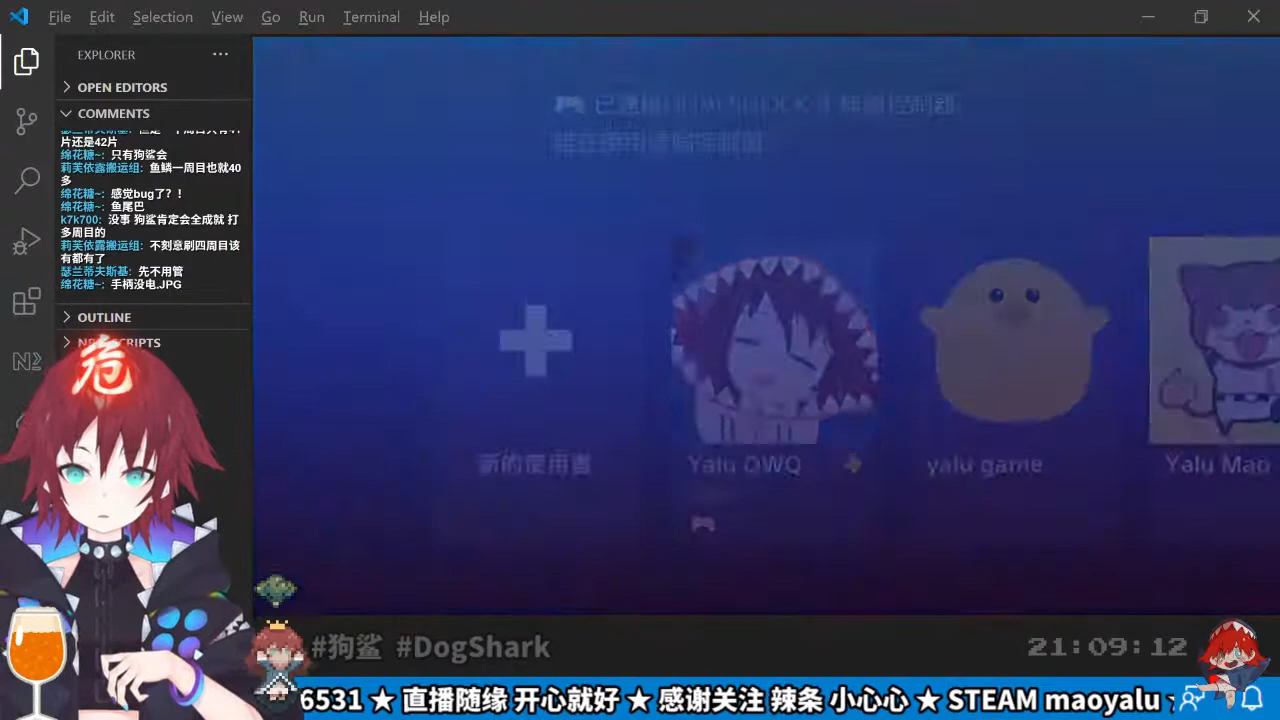 File Edit Selection View Go Run Terminal Help
EXPLORER
OPEN EDITORS
COMMENTS
片还是42片
绵花糖~: 只有狗鲨会
莉芙依露搬运组: 鱼鳞一周目也就40
多
绵花糖~: 感觉bug了？！
绵花糖~: 鱼尾巴
k7k700: 没事 狗鲨肯定会全成就 打
多周目的
莉芙依露搬运组: 不刻意刷四周目该
有都有了
瑟兰蒂夫斯基: 先不用管
绵花糖~: 手柄没电.JPG
OUTLINE
SCRIPTS
危
新的使用者
Yalu OWQ
yalu game
Yalu Mao
#狗鲨 #DogShark
21:09:12
6531 ★ 直播随缘 开心就好 ★ 感谢关注 辣条 小心心 ★ STEAM maoyalu